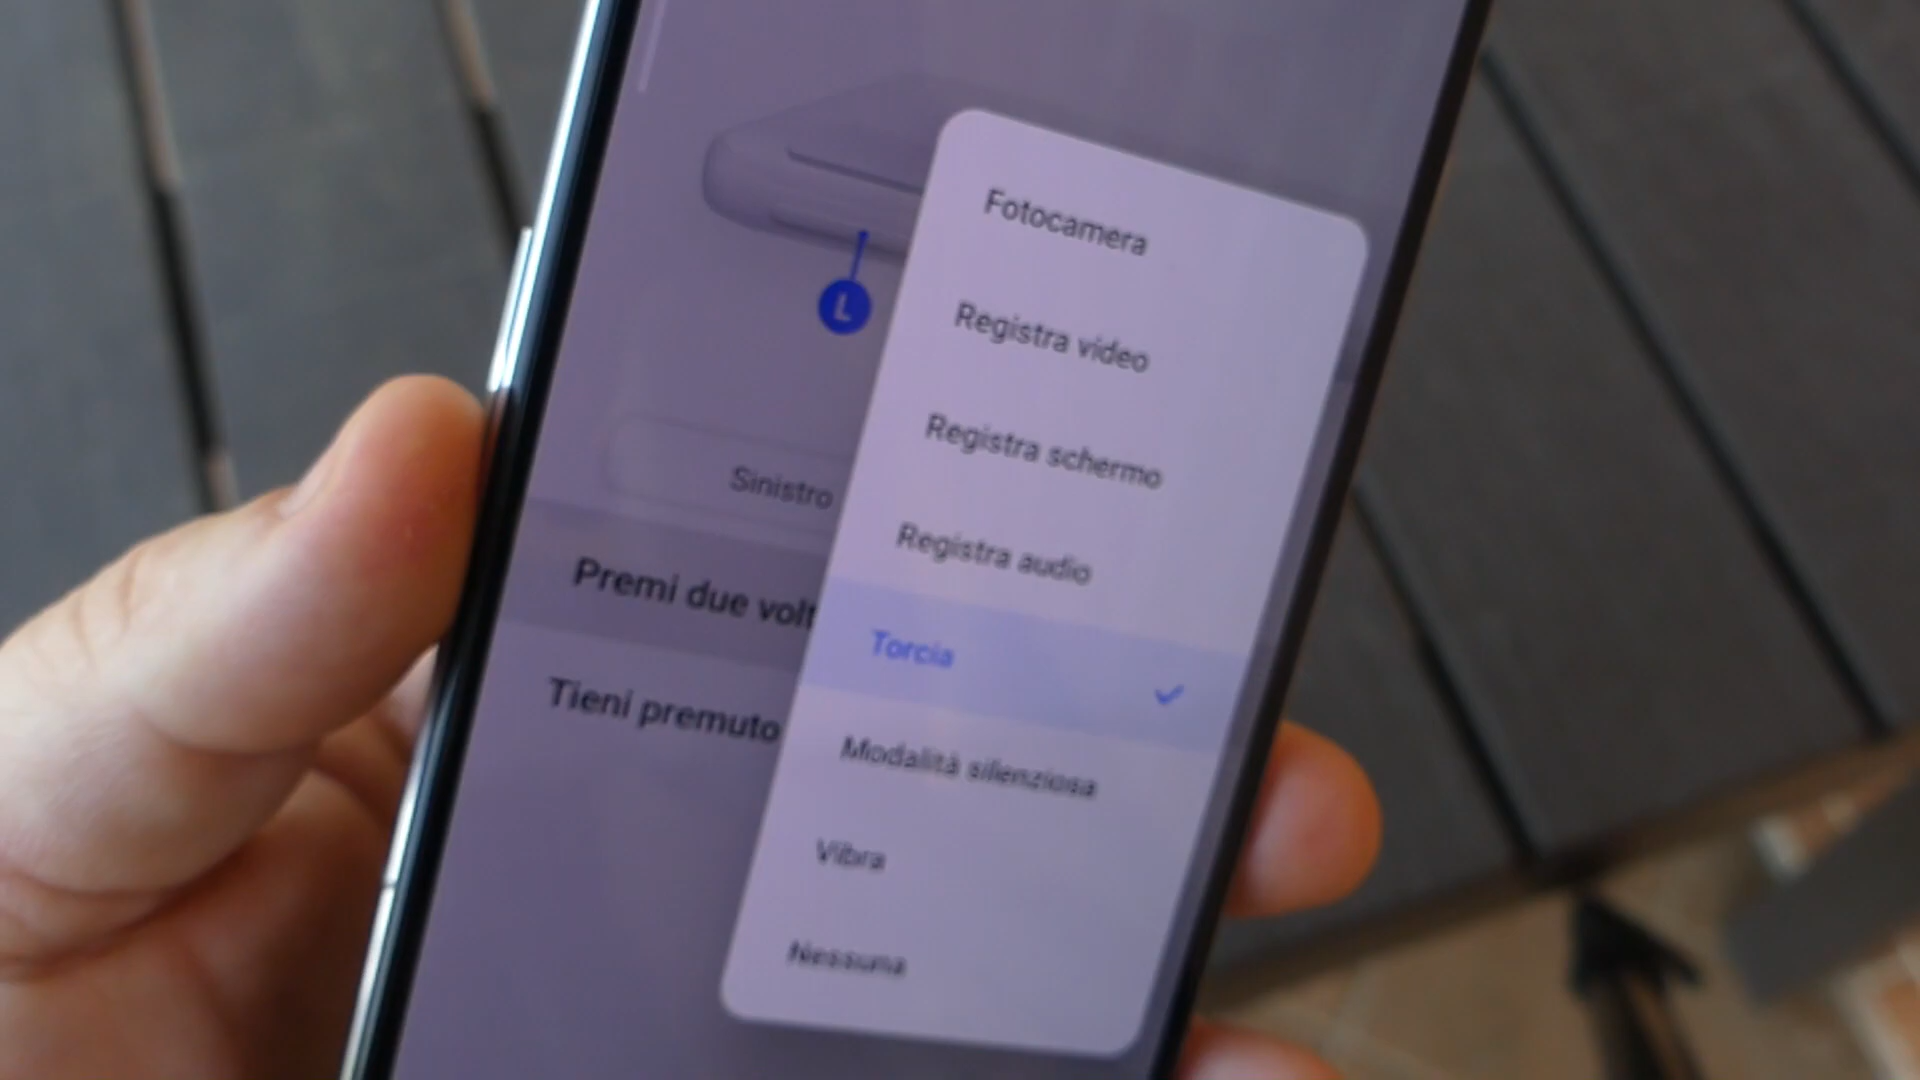 Fotocamera
Registra video
Registra schermo
Registra audio
Torcia
Modalità silenziosa
Vibra
Nessuna
L
Sinistro
Premi due volt
Tieni premuto